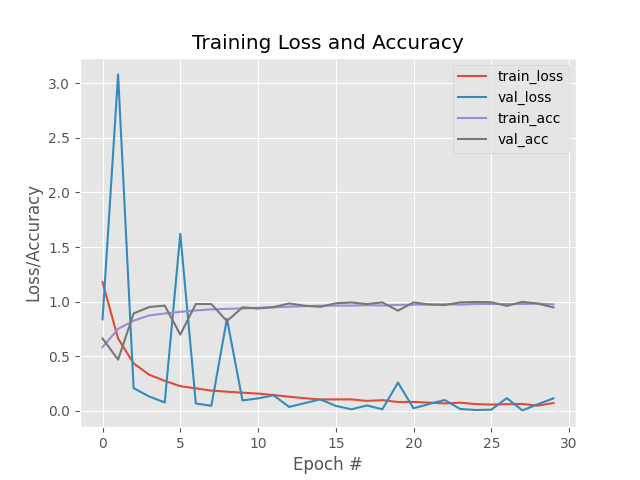 Training Loss and Accuracy
train_loss
val_loss
train_acc
val_acc
Loss/Accuracy
3.0
2.5
2.0
1.5
1.0
0.5
0.0
0 5 10 15 20 25 30
Epoch #